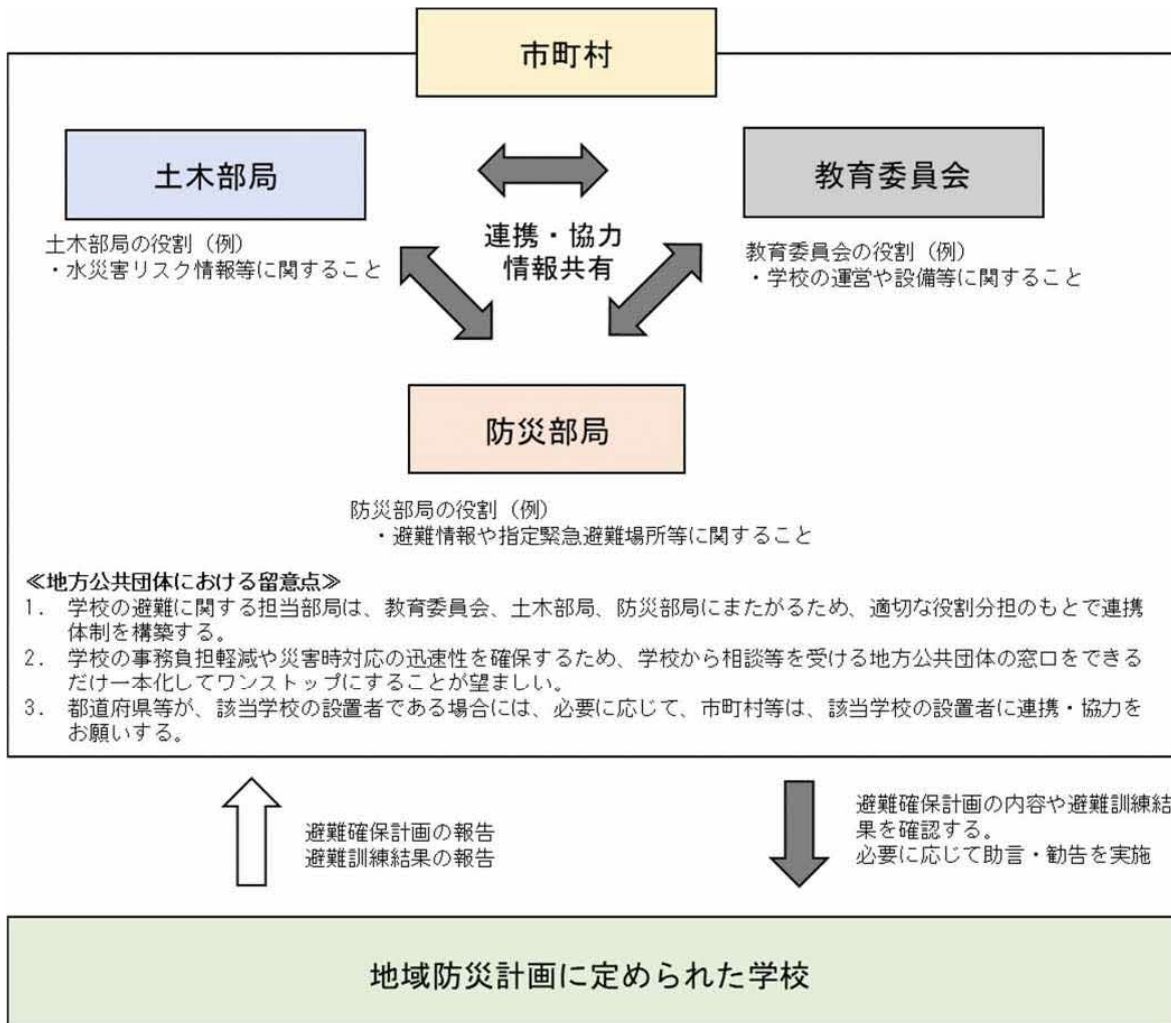 市町村
土木部局
教育委員会
連携・協力
情報共有
土木部局の役割（例）
・水災害リスク情報等に関すること
教育委員会の役割（例）
・学校の運営や設備等に関すること
防災部局
防災部局の役割（例）
・避難情報や指定緊急避難場所等に関すること
≪地方公共団体における留意点≫
1. 学校の避難に関する担当部局は、教育委員会、土木部局、防災部局にまたがるため、適切な役割分担のもとで連携
体制を構築する。
2. 学校の事務負担軽減や災害時対応の迅速性を確保するため、学校から相談等を受ける地方公共団体の窓口をできる
だけ一本化してワンストップにすることが望ましい。
3. 都道府県等が、該当学校の設置者である場合には、必要に応じて、市町村等は、該当学校の設置者に連携・協力を
お願いする。
避難確保計画の報告
避難訓練結果の報告
避難確保計画の内容や避難訓練結
果を確認する。
必要に応じて助言・勧告を実施
地域防災計画に定められた学校